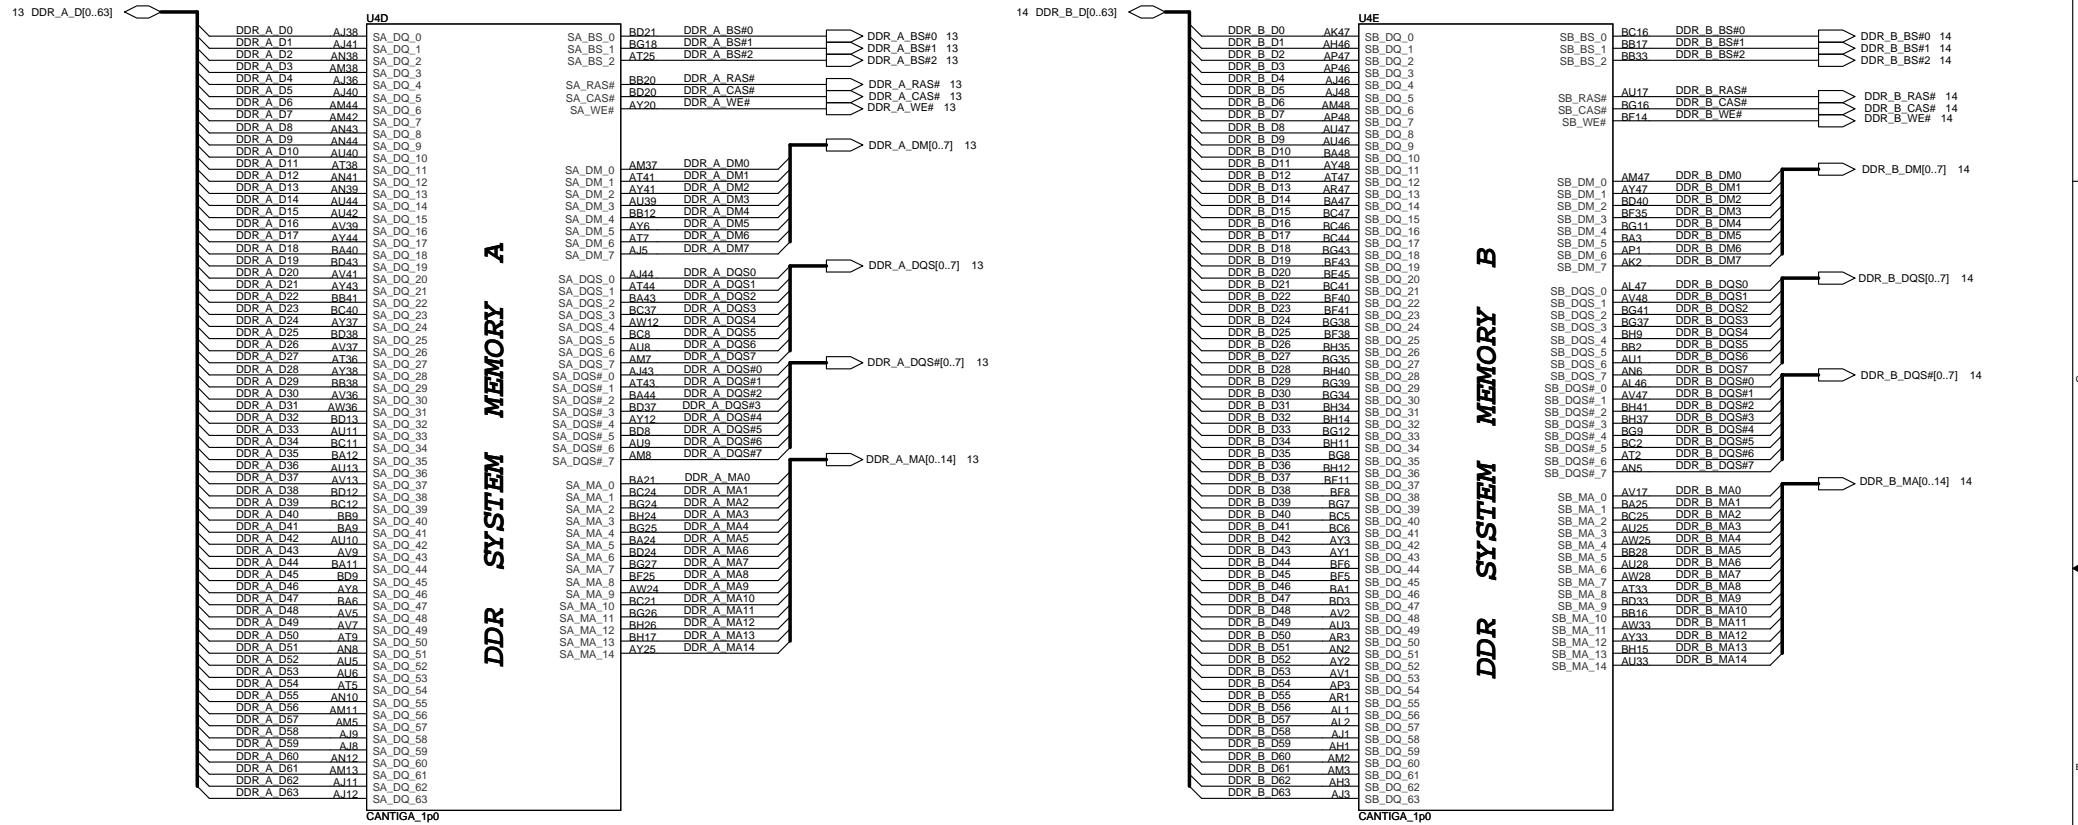 13 DDR_A_D[0..63]
U4D
DDR_A_D0 AJ38 SA_DQ_0
DDR_A_D1 AJ41 SA_DQ_1
DDR_A_D2 AN38 SA_DQ_2
DDR_A_D3 AM38 SA_DQ_3
DDR_A_D4 AJ36 SA_DQ_4
DDR_A_D5 AJ40 SA_DQ_5
DDR_A_D6 AM44 SA_DQ_6
DDR_A_D7 AM42 SA_DQ_7
DDR_A_D8 AN43 SA_DQ_8
DDR_A_D9 AN44 SA_DQ_9
DDR_A_D10 AU40 SA_DQ_10
DDR_A_D11 AT38 SA_DQ_11
DDR_A_D12 AN41 SA_DQ_12
DDR_A_D13 AN39 SA_DQ_13
DDR_A_D14 AU44 SA_DQ_14
DDR_A_D15 AU42 SA_DQ_15
DDR_A_D16 AV39 SA_DQ_16
DDR_A_D17 AY44 SA_DQ_17
DDR_A_D18 BA40 SA_DQ_18
DDR_A_D19 BD43 SA_DQ_19
DDR_A_D20 AV41 SA_DQ_20
DDR_A_D21 AY43 SA_DQ_21
DDR_A_D22 BB41 SA_DQ_22
DDR_A_D23 BC40 SA_DQ_23
DDR_A_D24 AY37 SA_DQ_24
DDR_A_D25 BD38 SA_DQ_25
DDR_A_D26 AV37 SA_DQ_26
DDR_A_D27 AT36 SA_DQ_27
DDR_A_D28 AY38 SA_DQ_28
DDR_A_D29 BB38 SA_DQ_29
DDR_A_D30 AV36 SA_DQ_30
DDR_A_D31 AW36 SA_DQ_31
DDR_A_D32 BD13 SA_DQ_32
DDR_A_D33 AU11 SA_DQ_33
DDR_A_D34 BC11 SA_DQ_34
DDR_A_D35 BA12 SA_DQ_35
DDR_A_D36 AU13 SA_DQ_36
DDR_A_D37 AV13 SA_DQ_37
DDR_A_D38 BD12 SA_DQ_38
DDR_A_D39 BC12 SA_DQ_39
DDR_A_D40 BB9 SA_DQ_40
DDR_A_D41 BA9 SA_DQ_41
DDR_A_D42 AU10 SA_DQ_42
DDR_A_D43 AV9 SA_DQ_43
DDR_A_D44 BA11 SA_DQ_44
DDR_A_D45 BD9 SA_DQ_45
DDR_A_D46 AY8 SA_DQ_46
DDR_A_D47 BA6 SA_DQ_47
DDR_A_D48 AV5 SA_DQ_48
DDR_A_D49 AV7 SA_DQ_49
DDR_A_D50 AT9 SA_DQ_50
DDR_A_D51 AN8 SA_DQ_51
DDR_A_D52 AU5 SA_DQ_52
DDR_A_D53 AU6 SA_DQ_53
DDR_A_D54 AT5 SA_DQ_54
DDR_A_D55 AN10 SA_DQ_55
DDR_A_D56 AM11 SA_DQ_56
DDR_A_D57 AM5 SA_DQ_57
DDR_A_D58 AJ9 SA_DQ_58
DDR_A_D59 AJ8 SA_DQ_59
DDR_A_D60 AN12 SA_DQ_60
DDR_A_D61 AM13 SA_DQ_61
DDR_A_D62 AJ11 SA_DQ_62
DDR_A_D63 AJ12 SA_DQ_63
DDR SYSTEM MEMORY A
SA_BS_0 BD21 DDR_A_BS#0 DDR_A_BS#0 13
SA_BS_1 BG18 DDR_A_BS#1 DDR_A_BS#1 13
SA_BS_2 AT25 DDR_A_BS#2 DDR_A_BS#2 13
SA_RAS# BB20 DDR_A_RAS# DDR_A_RAS# 13
SA_CAS# BD20 DDR_A_CAS# DDR_A_CAS# 13
SA_WE# AY20 DDR_A_WE# DDR_A_WE# 13
DDR_A_DM[0..7] 13
SA_DM_0 AM37 DDR_A_DM0
SA_DM_1 AT41 DDR_A_DM1
SA_DM_2 AY41 DDR_A_DM2
SA_DM_3 AU39 DDR_A_DM3
SA_DM_4 BB12 DDR_A_DM4
SA_DM_5 AY6 DDR_A_DM5
SA_DM_6 AT7 DDR_A_DM6
SA_DM_7 AJ5 DDR_A_DM7
DDR_A_DQS[0..7] 13
SA_DQS_0 AJ44 DDR_A_DQS0
SA_DQS_1 AT44 DDR_A_DQS1
SA_DQS_2 BA43 DDR_A_DQS2
SA_DQS_3 BC37 DDR_A_DQS3
SA_DQS_4 AW12 DDR_A_DQS4
SA_DQS_5 BC8 DDR_A_DQS5
SA_DQS_6 AU8 DDR_A_DQS6
SA_DQS_7 AM7 DDR_A_DQS7
DDR_A_DQS#[0..7] 13
SA_DQS#_0 AJ43 DDR_A_DQS#0
SA_DQS#_1 AT43 DDR_A_DQS#1
SA_DQS#_2 BA44 DDR_A_DQS#2
SA_DQS#_3 BD37 DDR_A_DQS#3
SA_DQS#_4 AY12 DDR_A_DQS#4
SA_DQS#_5 BD8 DDR_A_DQS#5
SA_DQS#_6 AU9 DDR_A_DQS#6
SA_DQS#_7 AM8 DDR_A_DQS#7
DDR_A_MA[0..14] 13
SA_MA_0 BA21 DDR_A_MA0
SA_MA_1 BC24 DDR_A_MA1
SA_MA_2 BG24 DDR_A_MA2
SA_MA_3 BH24 DDR_A_MA3
SA_MA_4 BG25 DDR_A_MA4
SA_MA_5 BA24 DDR_A_MA5
SA_MA_6 BD24 DDR_A_MA6
SA_MA_7 BG27 DDR_A_MA7
SA_MA_8 BF25 DDR_A_MA8
SA_MA_9 AW24 DDR_A_MA9
SA_MA_10 BC21 DDR_A_MA10
SA_MA_11 BG26 DDR_A_MA11
SA_MA_12 BH26 DDR_A_MA12
SA_MA_13 BH17 DDR_A_MA13
SA_MA_14 AY25 DDR_A_MA14
CANTIGA_1p0
14 DDR_B_D[0..63]
U4E
DDR_B_D0 AK47 SB_DQ_0
DDR_B_D1 AH46 SB_DQ_1
DDR_B_D2 AP47 SB_DQ_2
DDR_B_D3 AP46 SB_DQ_3
DDR_B_D4 AJ46 SB_DQ_4
DDR_B_D5 AJ48 SB_DQ_5
DDR_B_D6 AM48 SB_DQ_6
DDR_B_D7 AP48 SB_DQ_7
DDR_B_D8 AU47 SB_DQ_8
DDR_B_D9 AU46 SB_DQ_9
DDR_B_D10 BA48 SB_DQ_10
DDR_B_D11 AY48 SB_DQ_11
DDR_B_D12 AT47 SB_DQ_12
DDR_B_D13 AR47 SB_DQ_13
DDR_B_D14 BA47 SB_DQ_14
DDR_B_D15 BC47 SB_DQ_15
DDR_B_D16 BC46 SB_DQ_16
DDR_B_D17 BC44 SB_DQ_17
DDR_B_D18 BG43 SB_DQ_18
DDR_B_D19 BF43 SB_DQ_19
DDR_B_D20 BE45 SB_DQ_20
DDR_B_D21 BC41 SB_DQ_21
DDR_B_D22 BF40 SB_DQ_22
DDR_B_D23 BF41 SB_DQ_23
DDR_B_D24 BG38 SB_DQ_24
DDR_B_D25 BF38 SB_DQ_25
DDR_B_D26 BH35 SB_DQ_26
DDR_B_D27 BG35 SB_DQ_27
DDR_B_D28 BH40 SB_DQ_28
DDR_B_D29 BG39 SB_DQ_29
DDR_B_D30 BG34 SB_DQ_30
DDR_B_D31 BH34 SB_DQ_31
DDR_B_D32 BH14 SB_DQ_32
DDR_B_D33 BG12 SB_DQ_33
DDR_B_D34 BH11 SB_DQ_34
DDR_B_D35 BG8 SB_DQ_35
DDR_B_D36 BH12 SB_DQ_36
DDR_B_D37 BF11 SB_DQ_37
DDR_B_D38 BF8 SB_DQ_38
DDR_B_D39 BG7 SB_DQ_39
DDR_B_D40 BC5 SB_DQ_40
DDR_B_D41 BC6 SB_DQ_41
DDR_B_D42 AY3 SB_DQ_42
DDR_B_D43 AY1 SB_DQ_43
DDR_B_D44 BF6 SB_DQ_44
DDR_B_D45 BF5 SB_DQ_45
DDR_B_D46 BA1 SB_DQ_46
DDR_B_D47 BD3 SB_DQ_47
DDR_B_D48 AV2 SB_DQ_48
DDR_B_D49 AU3 SB_DQ_49
DDR_B_D50 AR3 SB_DQ_50
DDR_B_D51 AN2 SB_DQ_51
DDR_B_D52 AY2 SB_DQ_52
DDR_B_D53 AV1 SB_DQ_53
DDR_B_D54 AP3 SB_DQ_54
DDR_B_D55 AR1 SB_DQ_55
DDR_B_D56 AL1 SB_DQ_56
DDR_B_D57 AL2 SB_DQ_57
DDR_B_D58 AJ1 SB_DQ_58
DDR_B_D59 AH1 SB_DQ_59
DDR_B_D60 AM2 SB_DQ_60
DDR_B_D61 AM3 SB_DQ_61
DDR_B_D62 AH3 SB_DQ_62
DDR_B_D63 AJ3 SB_DQ_63
DDR SYSTEM MEMORY B
SB_BS_0 BC16 DDR_B_BS#0 DDR_B_BS#0 14
SB_BS_1 BB17 DDR_B_BS#1 DDR_B_BS#1 14
SB_BS_2 BB33 DDR_B_BS#2 DDR_B_BS#2 14
SB_RAS# AU17 DDR_B_RAS# DDR_B_RAS# 14
SB_CAS# BG16 DDR_B_CAS# DDR_B_CAS# 14
SB_WE# BF14 DDR_B_WE# DDR_B_WE# 14
DDR_B_DM[0..7] 14
SB_DM_0 AM47 DDR_B_DM0
SB_DM_1 AY47 DDR_B_DM1
SB_DM_2 BD40 DDR_B_DM2
SB_DM_3 BF35 DDR_B_DM3
SB_DM_4 BG11 DDR_B_DM4
SB_DM_5 BA3 DDR_B_DM5
SB_DM_6 AP1 DDR_B_DM6
SB_DM_7 AK2 DDR_B_DM7
DDR_B_DQS[0..7] 14
SB_DQS_0 AL47 DDR_B_DQS0
SB_DQS_1 AV48 DDR_B_DQS1
SB_DQS_2 BG41 DDR_B_DQS2
SB_DQS_3 BG37 DDR_B_DQS3
SB_DQS_4 BH9 DDR_B_DQS4
SB_DQS_5 BB2 DDR_B_DQS5
SB_DQS_6 AU1 DDR_B_DQS6
SB_DQS_7 AN6 DDR_B_DQS7
DDR_B_DQS#[0..7] 14
SB_DQS#_0 AL46 DDR_B_DQS#0
SB_DQS#_1 AV47 DDR_B_DQS#1
SB_DQS#_2 BH41 DDR_B_DQS#2
SB_DQS#_3 BH37 DDR_B_DQS#3
SB_DQS#_4 BG9 DDR_B_DQS#4
SB_DQS#_5 BC2 DDR_B_DQS#5
SB_DQS#_6 AT2 DDR_B_DQS#6
SB_DQS#_7 AN5 DDR_B_DQS#7
DDR_B_MA[0..14] 14
SB_MA_0 AV17 DDR_B_MA0
SB_MA_1 BA25 DDR_B_MA1
SB_MA_2 BC25 DDR_B_MA2
SB_MA_3 AU25 DDR_B_MA3
SB_MA_4 AW25 DDR_B_MA4
SB_MA_5 BB28 DDR_B_MA5
SB_MA_6 AU28 DDR_B_MA6
SB_MA_7 AW28 DDR_B_MA7
SB_MA_8 AT33 DDR_B_MA8
SB_MA_9 BD33 DDR_B_MA9
SB_MA_10 BB16 DDR_B_MA10
SB_MA_11 AW33 DDR_B_MA11
SB_MA_12 AY33 DDR_B_MA12
SB_MA_13 BH15 DDR_B_MA13
SB_MA_14 AU33 DDR_B_MA14
CANTIGA_1p0